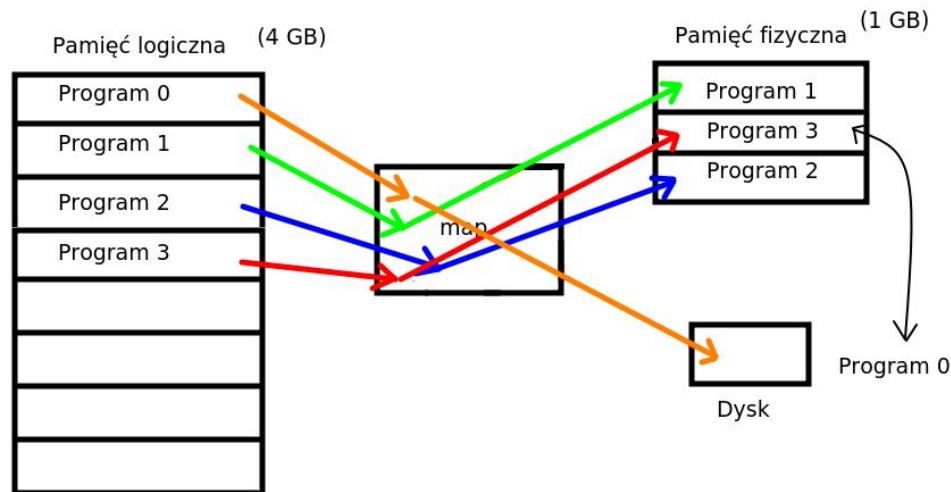 Pamięć logiczna (4 GB)
Program 0
Program 1
Program 2
Program 3
map
Pamięć fizyczna (1 GB)
Program 1
Program 3
Program 2
Program 0
Dysk